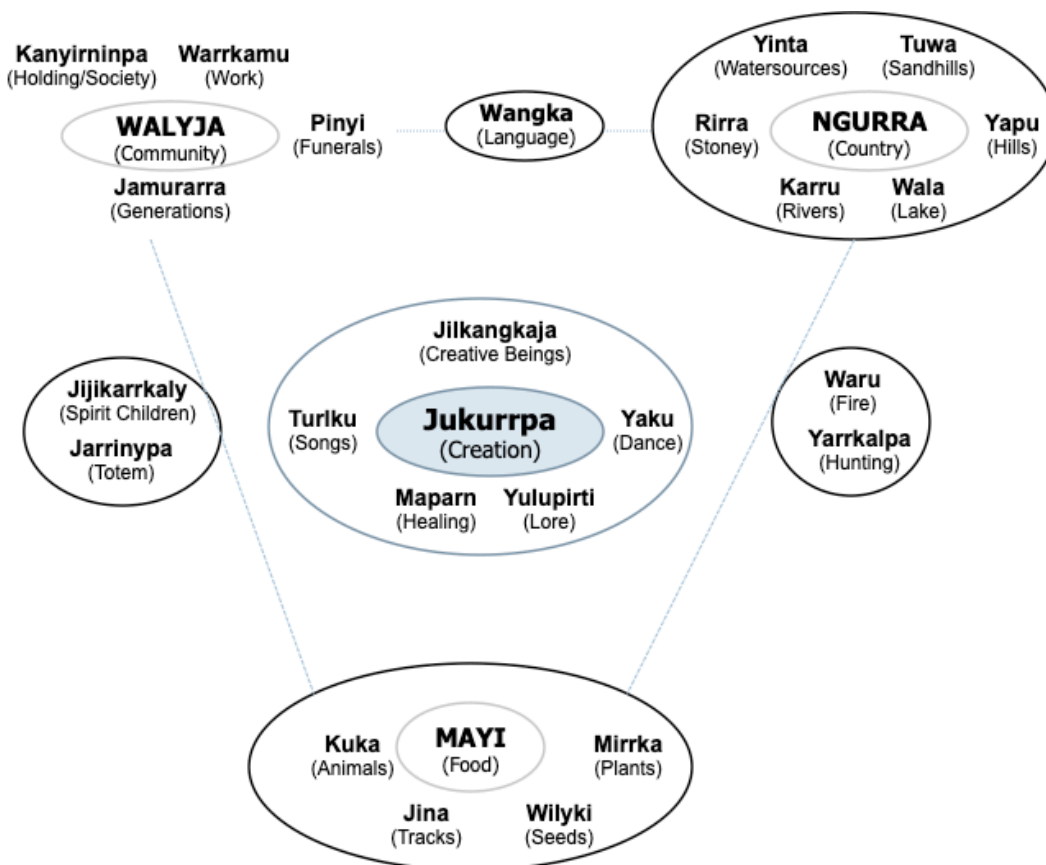 Kanyirninpa
(Holding/Society)
Warrkamu
(Work)
WALYJA
(Community)
Pinyi
(Funerals)
Jamurarra
(Generations)
Wangka
(Language)
Yinta
(Watersources)
Tuwa
(Sandhills)
Rirra
(Stoney)
NGURRA
(Country)
Yapu
(Hills)
Karru
(Rivers)
Wala
(Lake)
Jijikarrkaly
(Spirit Children)
Jarrinypa
(Totem)
Jilkangkaja
(Creative Beings)
Turlku
(Songs)
Jukurrpa
(Creation)
Yaku
(Dance)
Maparn
(Healing)
Yulupirti
(Lore)
Waru
(Fire)
Yarrkalpa
(Hunting)
Kuka
(Animals)
MAYI
(Food)
Mirrka
(Plants)
Jina
(Tracks)
Wilyki
(Seeds)